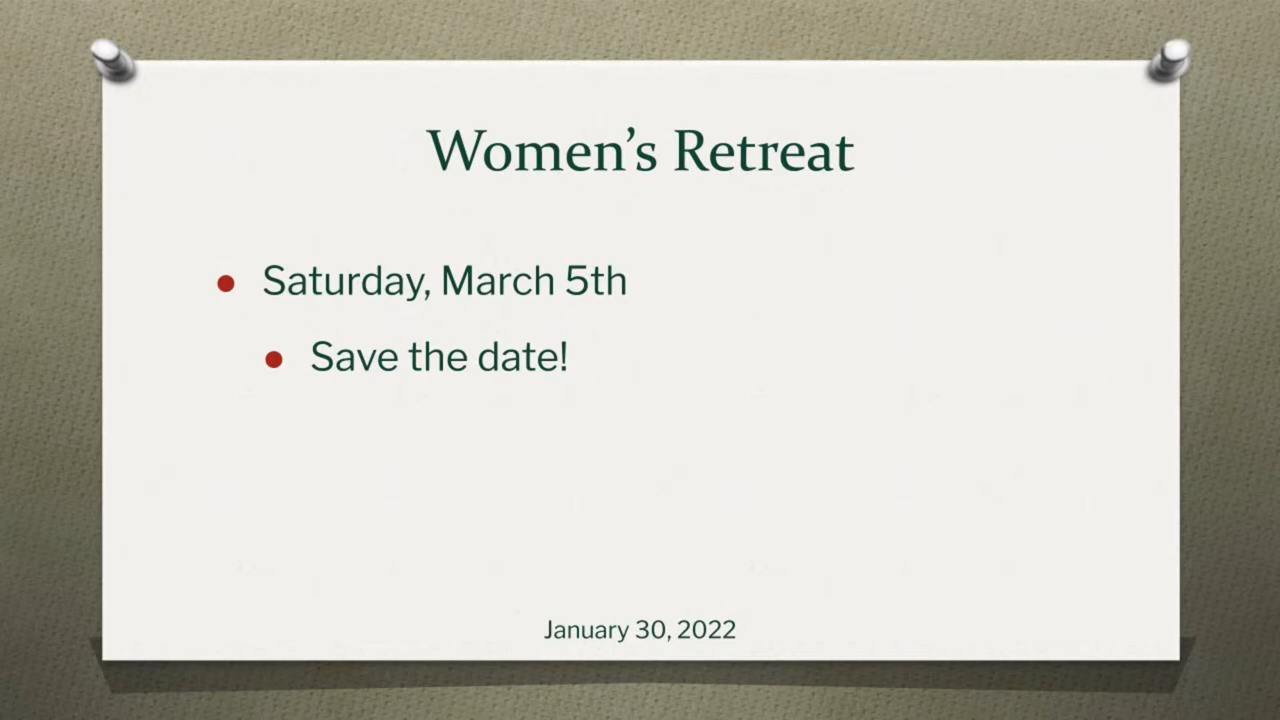 Women’s Retreat
Saturday, March 5th
Save the date!
January 30, 2022